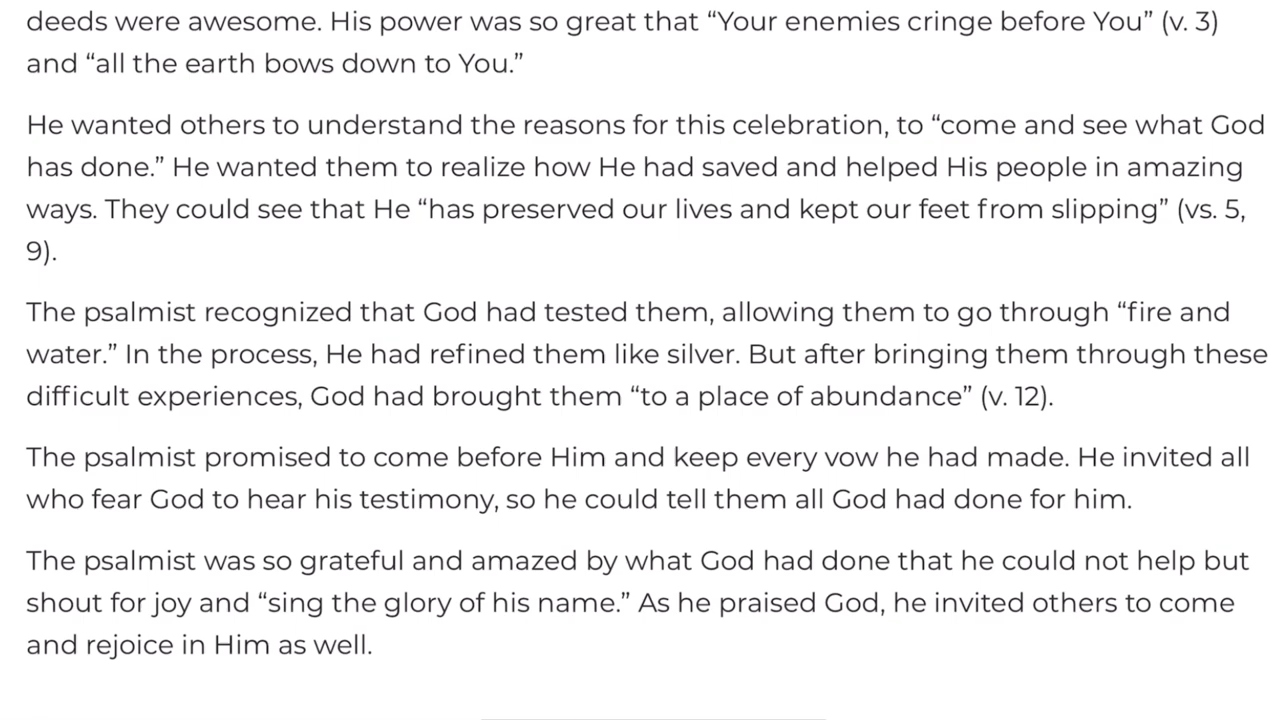 deeds were awesome. His power was so great that “Your enemies cringe before You” (v. 3)
and “all the earth bows down to You.”
He wanted others to understand the reasons for this celebration, to “come and see what God
has done.” He wanted them to realize how He had saved and helped His people in amazing
ways. They could see that He “has preserved our lives and kept our feet from slipping” (vs. 5,
9).
The psalmist recognized that God had tested them, allowing them to go through “fire and
water.” In the process, He had refined them like silver. But after bringing them through these
difficult experiences, God had brought them “to a place of abundance” (v. 12).
The psalmist promised to come before Him and keep every vow he had made. He invited all
who fear God to hear his testimony, so he could tell them all God had done for him.
The psalmist was so grateful and amazed by what God had done that he could not help but
shout for joy and “sing the glory of his name.” As he praised God, he invited others to come
and rejoice in Him as well.